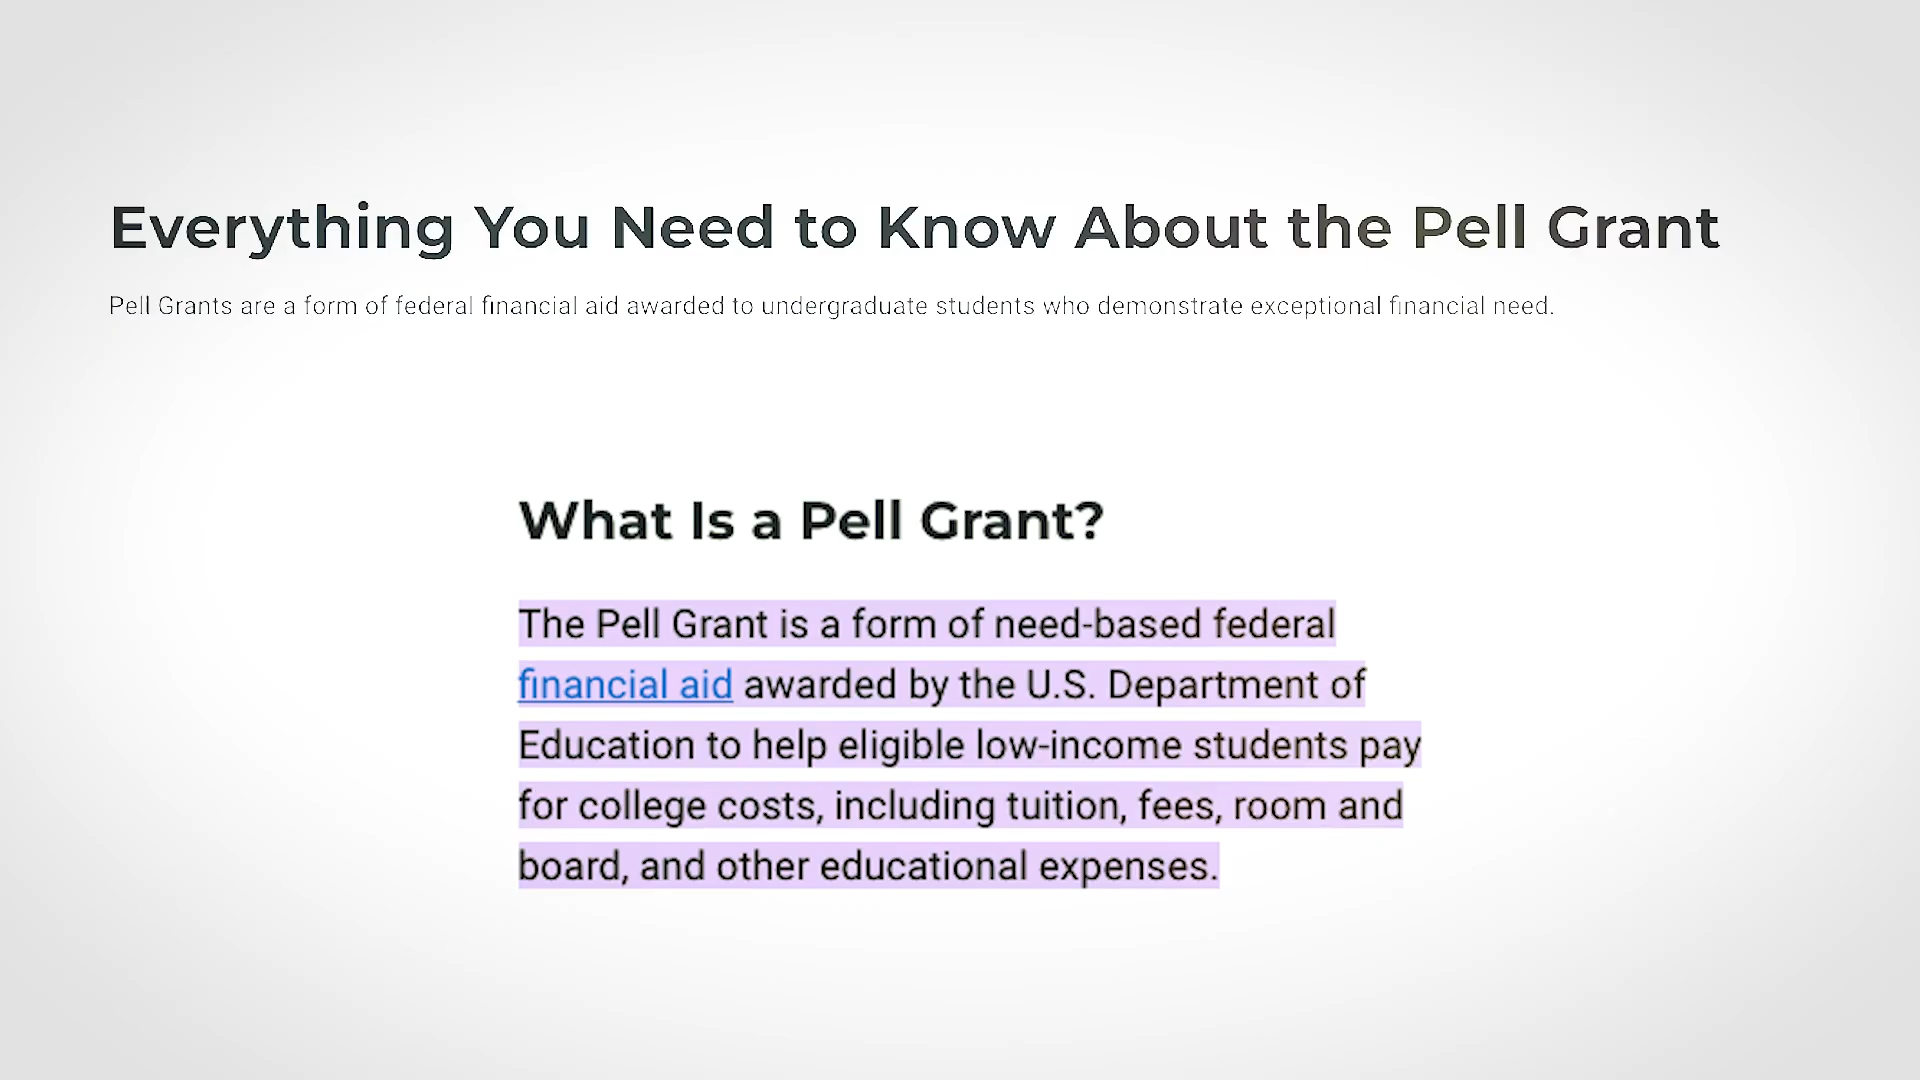 Everything You Need to Know About the Pell Grant
Pell Grants are a form of federal financial aid awarded to undergraduate students who demonstrate exceptional financial need.
What Is a Pell Grant?
The Pell Grant is a form of need-based federal
financial aid awarded by the U.S. Department of
Education to help eligible low-income students pay
for college costs, including tuition, fees, room and
board, and other educational expenses.